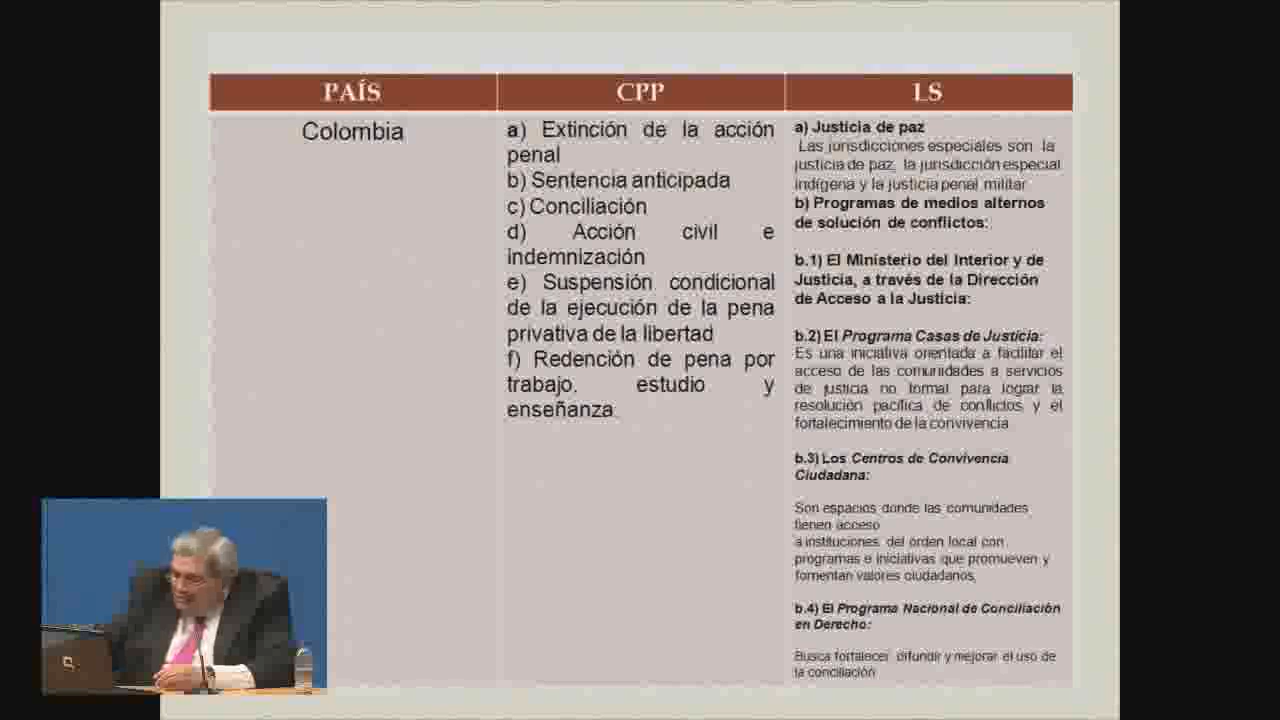 PAÍS
CPP
LS
Colombia
a) Extinción de la acción
penal
b) Sentencia anticipada
c) Conciliación
d) Acción civil e
indemnización
e) Suspensión condicional
de la ejecución de la pena
privativa de la libertad
f) Redención de pena por
trabajo, estudio y
enseñanza.
a) Justicia de paz
Las jurisdicciones especiales son la
justicia de paz, la jurisdicción especial
indígena y la justicia penal militar
b) Programas de medios alternos
de solución de conflictos:
b.1) El Ministerio del Interior y de
Justicia, a través de la Dirección
de Acceso a la Justicia:
b.2) El Programa Casas de Justicia:
Es una iniciativa orientada a facilitar el
acceso de las comunidades a servicios
de justicia no formal para lograr la
resolución pacífica de conflictos y el
fortalecimiento de la convivencia
b.3) Los Centros de Convivencia
Ciudadana:
Son espacios donde las comunidades
tienen acceso
a instituciones del orden local con
programas e iniciativas que promueven y
fomentan valores ciudadanos,
b.4) El Programa Nacional de Conciliación
en Derecho:
Busca fortalecer, difundir y mejorar el uso de
la conciliación